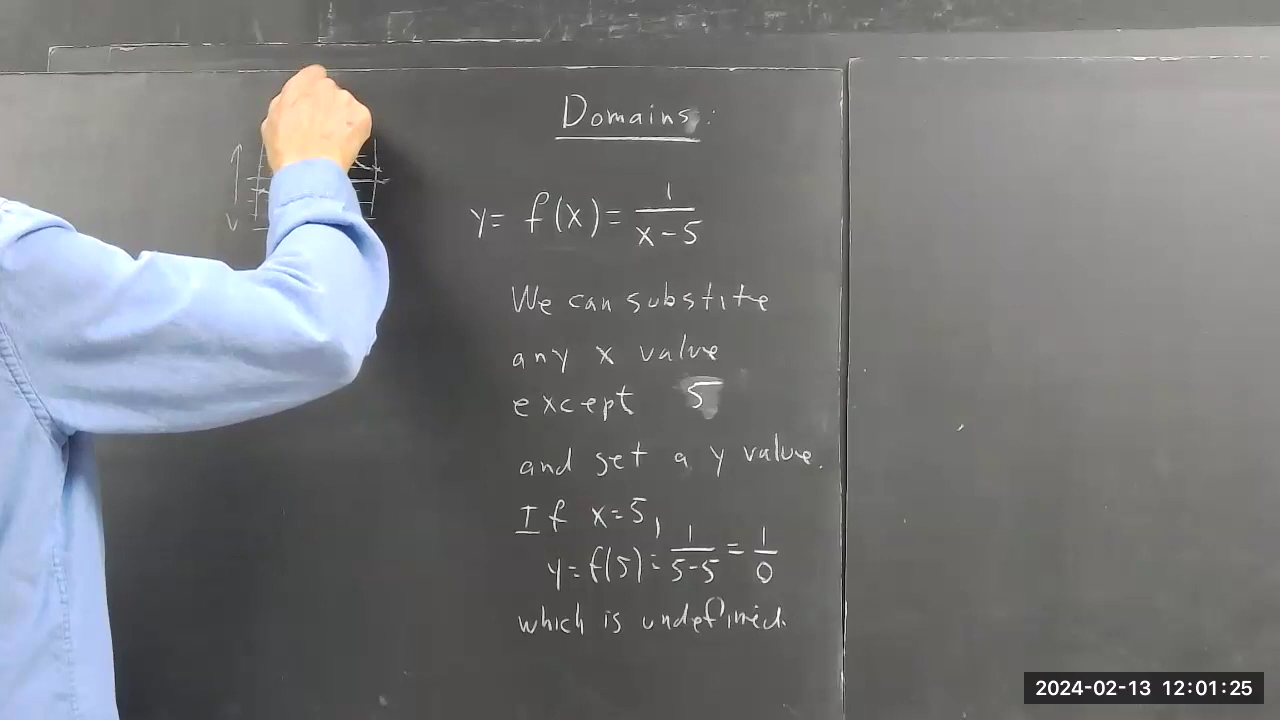 Domains:
y = f(x) = 1/(x-5)
We can substite
any x value
except 5
and get a y value.
If x=5,
y=f(5)= 1/(5-5) = 1/0
which is undefined.
2024-02-13 12:01:25